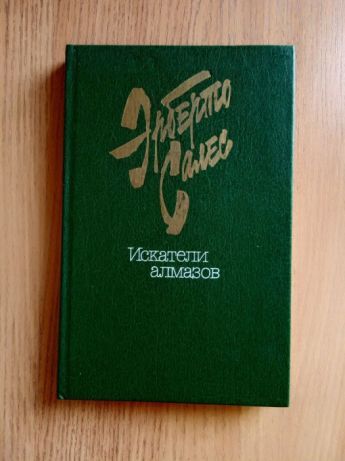 Эрберто
Салес
Искатели
алмазов